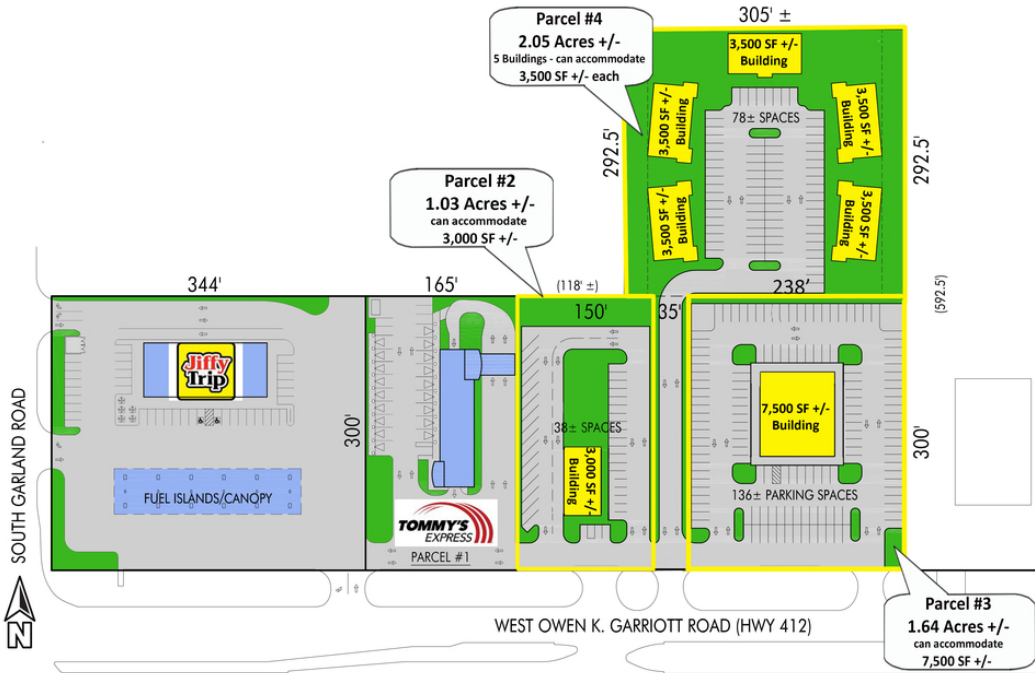 305' ±
Parcel #4
2.05 Acres +/-
5 Buildings - can accommodate
3,500 SF +/- each
3,500 SF +/-
Building
3,500 SF +/-
Building
3,500 SF +/-
Building
78± SPACES
292.5'
292.5'
Parcel #2
1.03 Acres +/-
can accommodate
3,000 SF +/-
3,500 SF +/-
Building
3,500 SF +/-
Building
344'
165'
(118' ±)
238'
(592.5')
150'
35'
Jiffy
Trip
7,500 SF +/-
Building
300'
300'
38± SPACES
3,000 SF +/-
Building
FUEL ISLANDS/CANOPY
136± PARKING SPACES
TOMMY'S
EXPRESS
PARCEL #1
SOUTH GARLAND ROAD
N
WEST OWEN K. GARRIOTT ROAD (HWY 412)
Parcel #3
1.64 Acres +/-
can accommodate
7,500 SF +/-